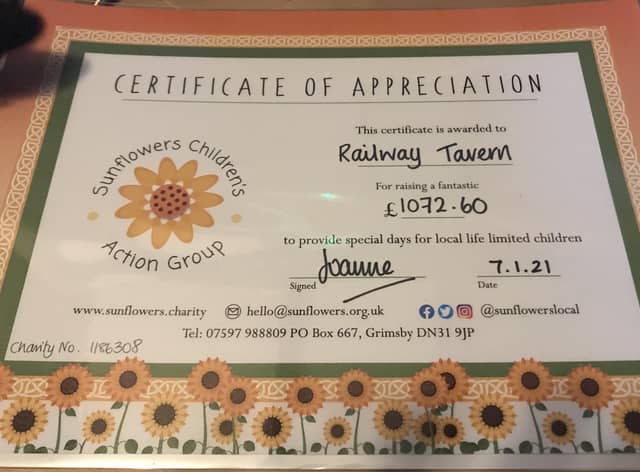 CERTIFICATE OF APPRECIATION
Sunflowers Children's
Action Group
This certificate is awarded to
Railway Tavern
For raising a fantastic
£1072.60
to provide special days for local life limited children
Joanne
7.1.21
Signed
Date
www.sunflowers.charity hello@sunflowers.org.uk @sunflowerslocal
Tel: 07597 988809 PO Box 667, Grimsby DN31 9JP
Charity No. 1186308